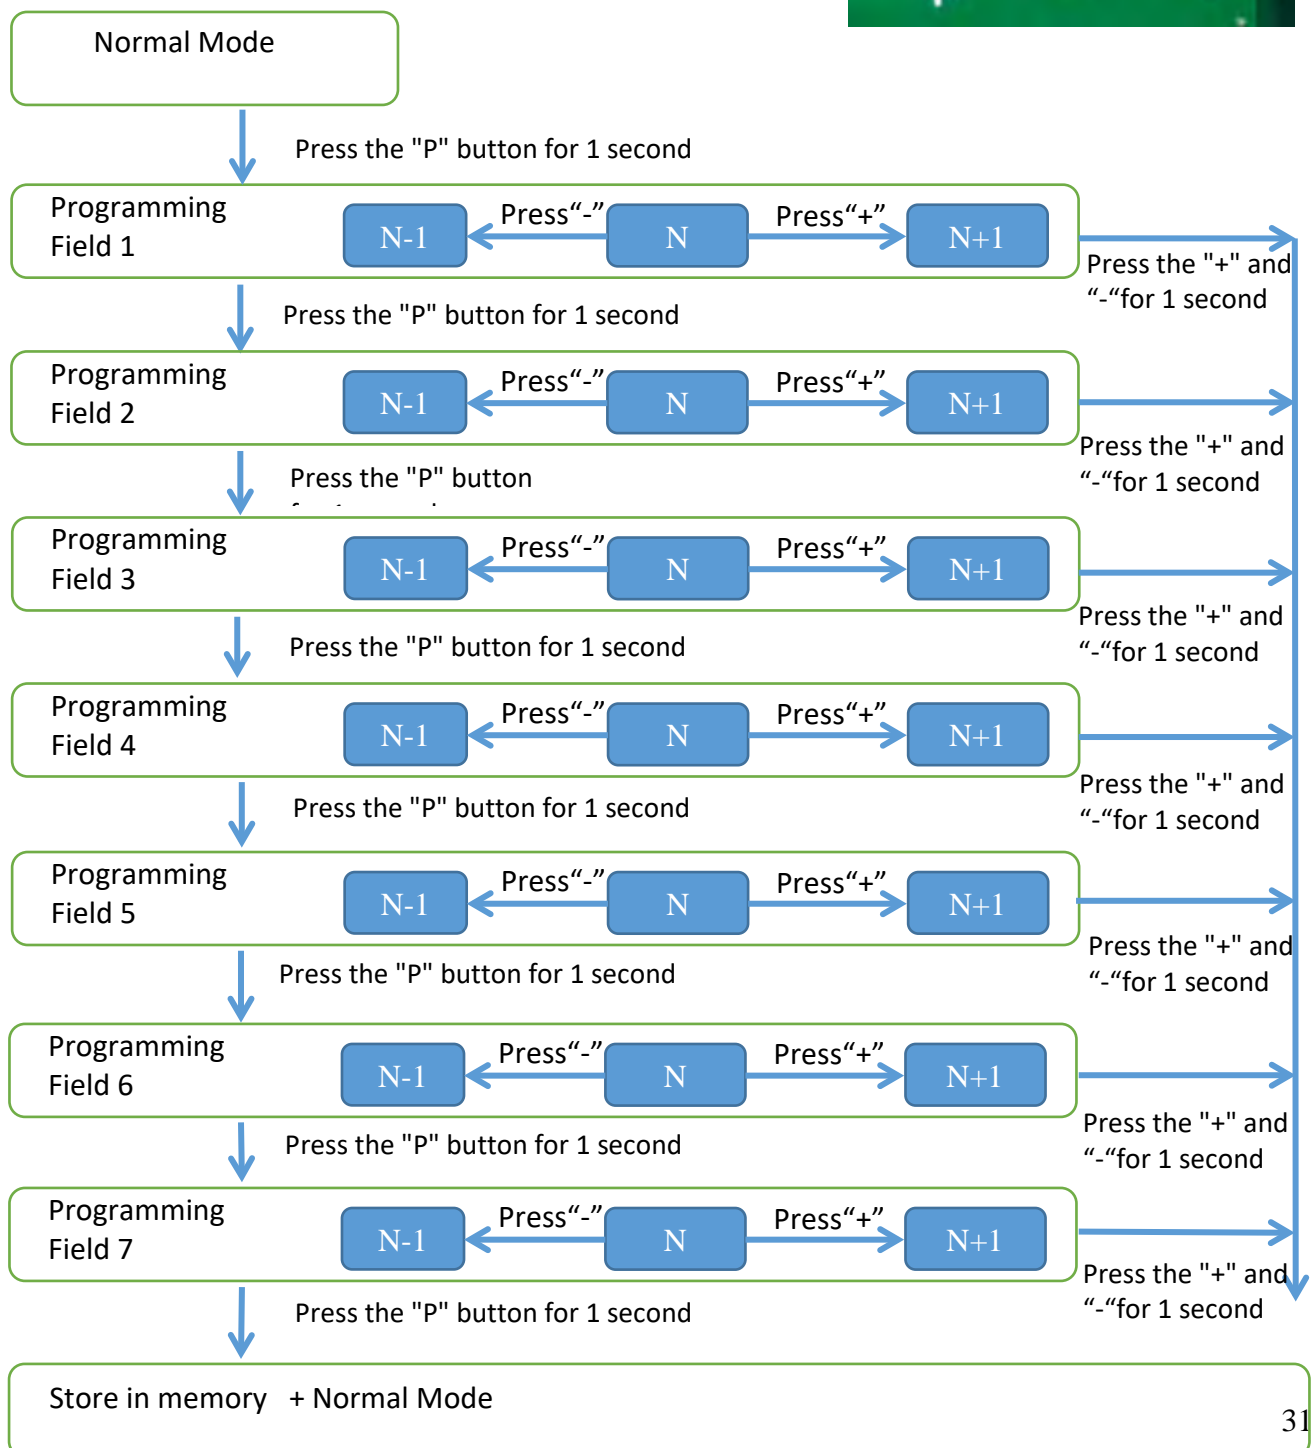 Normal Mode
Press the "P" button for 1 second
Programming
Field 1
N-1
Press“-”
N
Press“+”
N+1
Press the "+" and
“-“for 1 second
Press the "P" button for 1 second
Programming
Field 2
N-1
Press“-”
N
Press“+”
N+1
Press the "+" and
“-“for 1 second
Press the "P" button
Programming
Field 3
N-1
Press“-”
N
Press“+”
N+1
Press the "+" and
“-“for 1 second
Press the "P" button for 1 second
Programming
Field 4
N-1
Press“-”
N
Press“+”
N+1
Press the "+" and
“-“for 1 second
Press the "P" button for 1 second
Programming
Field 5
N-1
Press“-”
N
Press“+”
N+1
Press the "+" and
“-“for 1 second
Press the "P" button for 1 second
Programming
Field 6
N-1
Press“-”
N
Press“+”
N+1
Press the "+" and
“-“for 1 second
Press the "P" button for 1 second
Programming
Field 7
N-1
Press“-”
N
Press“+”
N+1
Press the "+" and
“-“for 1 second
Press the "P" button for 1 second
Store in memory + Normal Mode
31